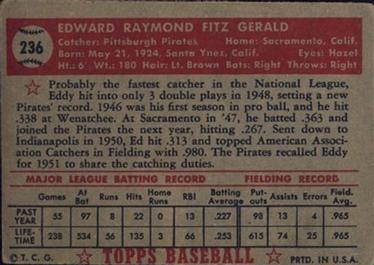 236
EDWARD RAYMOND FITZ GERALD
Catcher: Pittsburgh Pirates Home: Sacramento, Calif.
Born: May 21, 1924, Santa Ynez, Calif. Eyes: Hazel
Ht.: 6' Wt.: 180 Hair: Lt. Brown Bats: Right Throws: Right
Probably the fastest catcher in the National League,
Eddy hit into only 3 double plays in 1948, setting a new
Pirates' record. 1946 was his first season in pro ball, and he hit
.338 at Wenatchee. At Sacramento in '47, he batted .363 and
joined the Pirates the next year, hitting .267. Sent down to
Indianapolis in 1950, Ed hit .313 and topped American Associ-
ation Catchers in Fielding with .980. The Pirates recalled Eddy
for 1951 to share the catching duties.
MAJOR LEAGUE BATTING RECORD FIELDING RECORD
Games At Bat Runs Hits Home Runs RBI Batting Average Put-outs Assists Errors Field. Avg.
PAST YEAR 55 97 8 22 0 13 .227 98 13 4 .965
LIFE-TIME 238 534 56 135 3 66 .253 615 74 25 .965
© T. C. G. TOPPS BASEBALL PRTD. IN U.S.A.